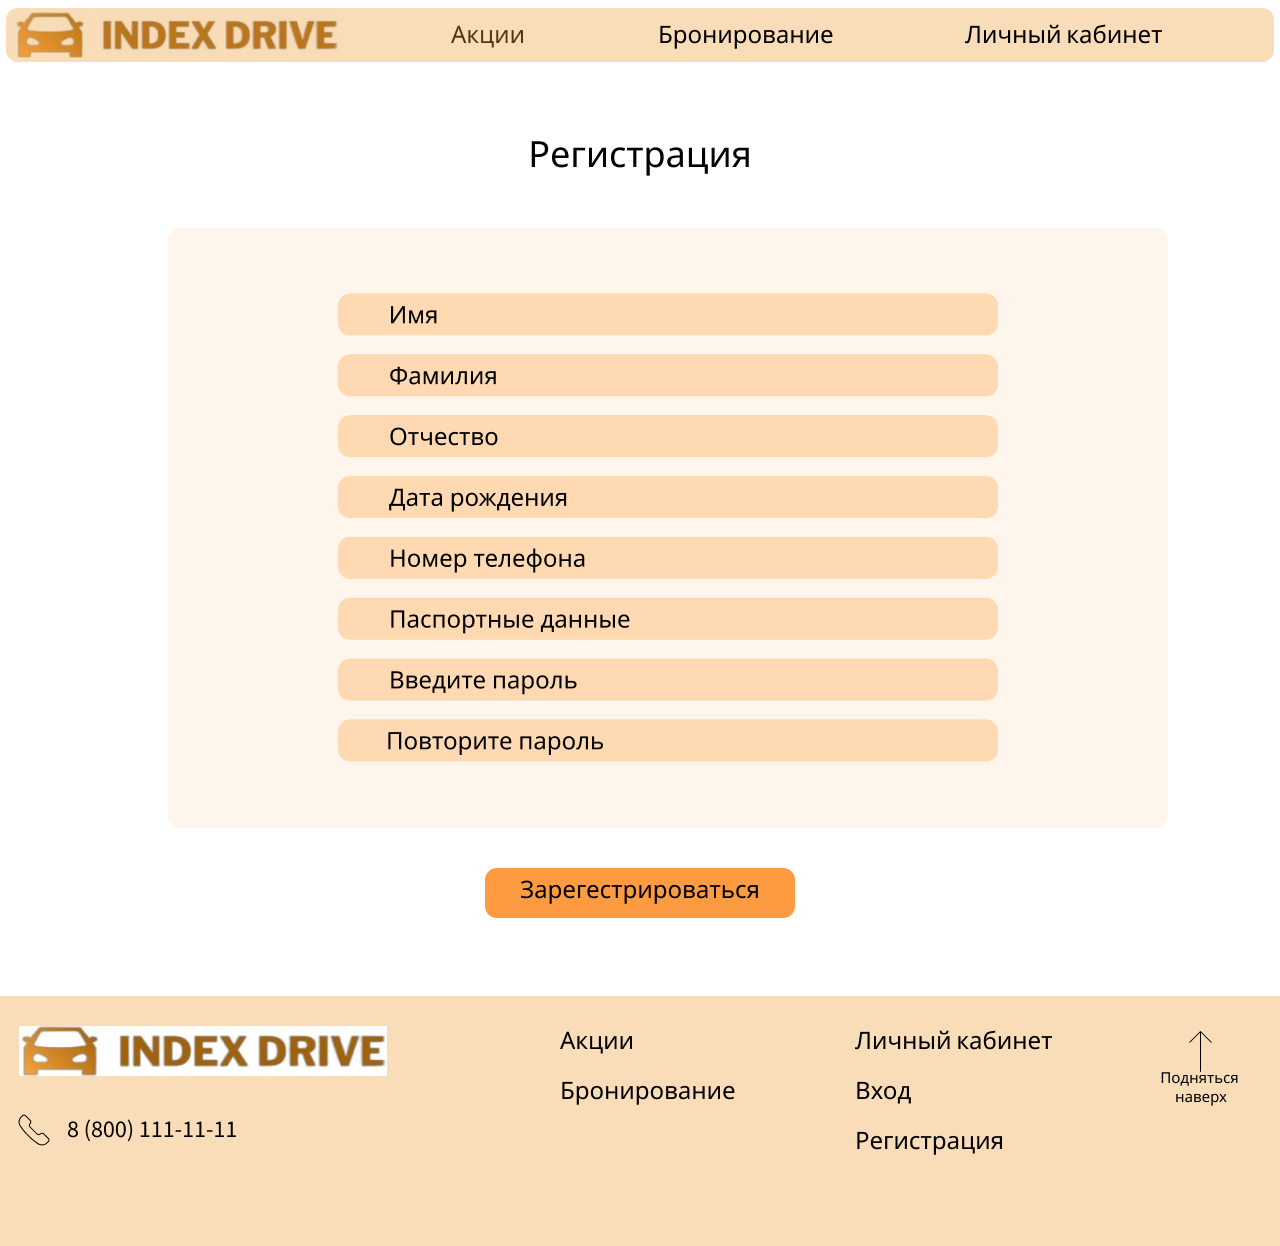 INDEX DRIVE
Акции
Бронирование
Личный кабинет
Регистрация
Имя
Фамилия
Отчество
Дата рождения
Номер телефона
Паспортные данные
Введите пароль
Повторите пароль
Зарегестрироваться
INDEX DRIVE
8 (800) 111-11-11
Акции
Бронирование
Личный кабинет
Вход
Регистрация
Подняться
наверх